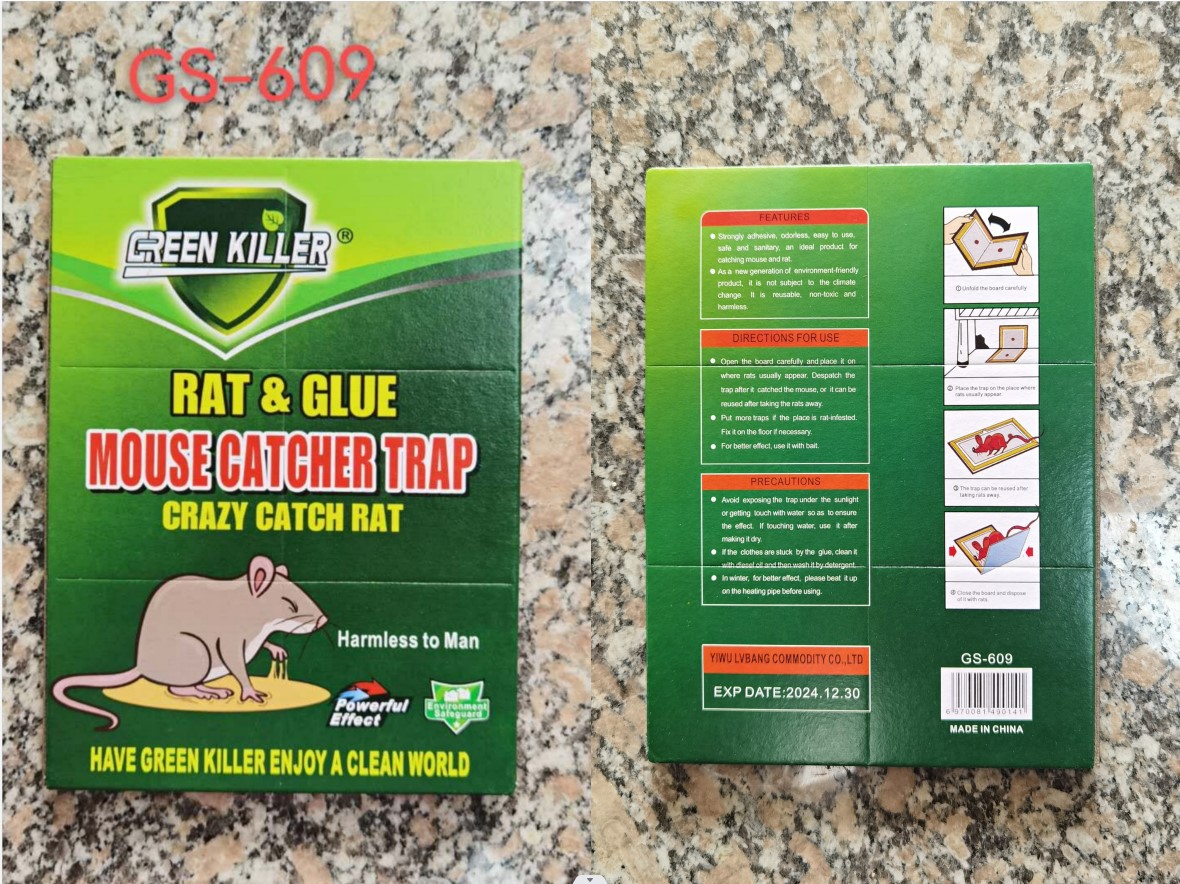 GS-609
GREEN KILLER®
RAT & GLUE
MOUSE CATCHER TRAP
CRAZY CATCH RAT
Harmless to Man
Powerful
Effect
Environment
Safeguard
HAVE GREEN KILLER ENJOY A CLEAN WORLD
FEATURES
● Strongly adhesive, odorless, easy to use,
safe and sanitary, an ideal product for
catching mouse and rat.
● As a new generation of environment-friendly
product, it is not subject to the climate
change. It is reusable, non-toxic and
harmless.
DIRECTIONS FOR USE
● Open the board carefully and place it on
where rats usually appear. Despatch the
trap after it catched the mouse, or it can be
reused after taking the rats away.
● Put more traps if the place is rat-infested.
Fix it on the floor if necessary.
● For better effect, use it with bait.
PRECAUTIONS
● Avoid exposing the trap under the sunlight
or getting touch with water so as to ensure
the effect. If touching water, use it after
making it dry.
● If the clothes are stuck by the glue, clean it
with diesel oil and then wash it by detergent.
● In winter, for better effect, please beat it up
on the heating pipe before using.
YIWU LVBANG COMMODITY CO.,LTD
EXP DATE:2024.12.30
① Unfold the board carefully
② Place the trap on the place where
rats usually appear
③ The trap can be reused after
taking rats away.
④ Close the board and dispose
of it with rats.
GS-609
6 970081 490141
MADE IN CHINA